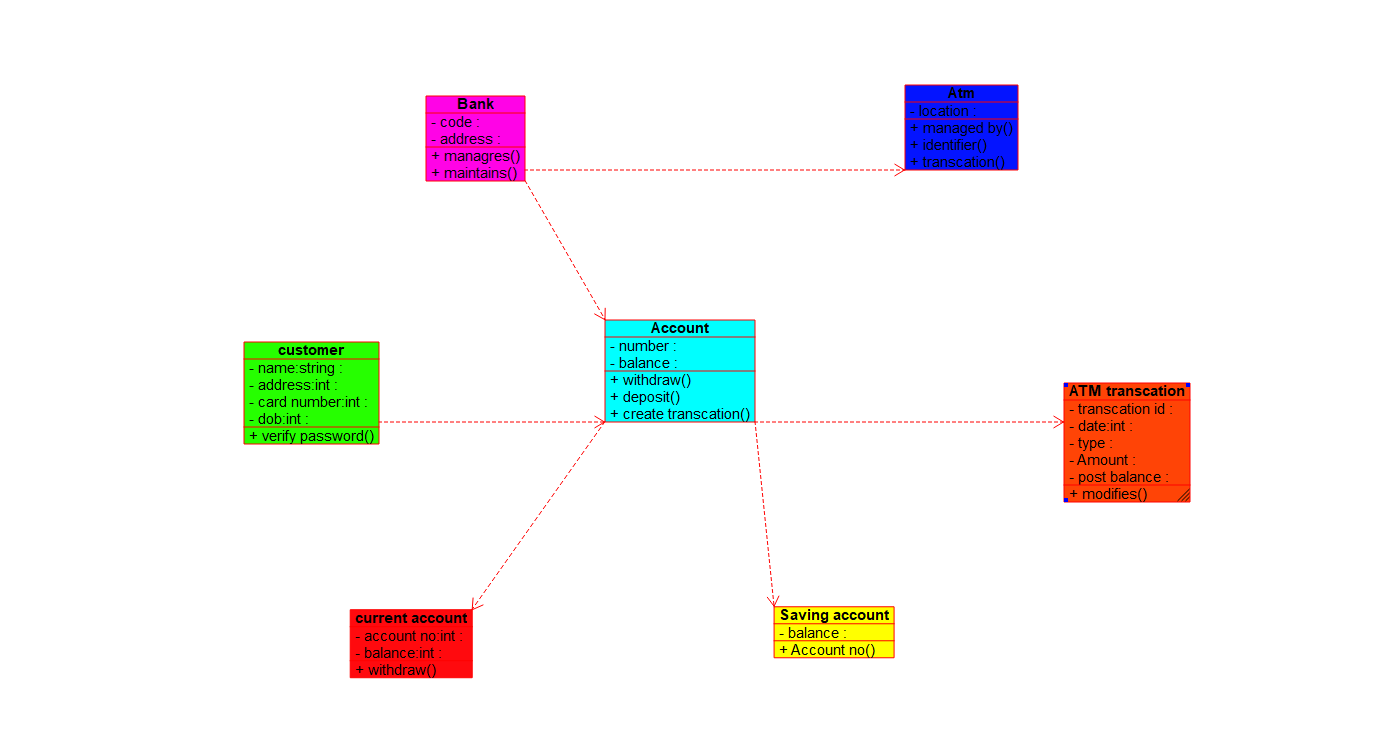 Bank
- code :
- address :
+ managres()
+ maintains()
Atm
- location :
+ managed by()
+ identifier()
+ transcation()
customer
- name:string :
- address:int :
- card number:int :
- dob:int :
+ verify password()
Account
- number :
- balance :
+ withdraw()
+ deposit()
+ create transcation()
ATM transcation
- transcation id :
- date:int :
- type :
- Amount :
- post balance :
+ modifies()
current account
- account no:int :
- balance:int :
+ withdraw()
Saving account
- balance :
+ Account no()